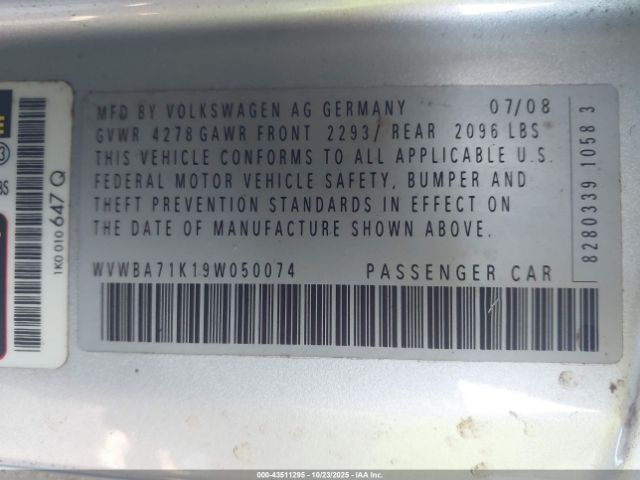 MFD BY VOLKSWAGEN AG GERMANY 07/08
GVWR 4278 GAWR FRONT 2293/ REAR 2096 LBS
THIS VEHICLE CONFORMS TO ALL APPLICABLE U.S.
FEDERAL MOTOR VEHICLE SAFETY, BUMPER AND
THEFT PREVENTION STANDARDS IN EFFECT ON
THE DATE OF MANUFACTURE SHOWN ABOVE.
WVWBA71K19W050074 PASSENGER CAR
8280339 1058 3
1K0 010 647 Q
000-43511295 - 10/23/2025 - IAA Inc.